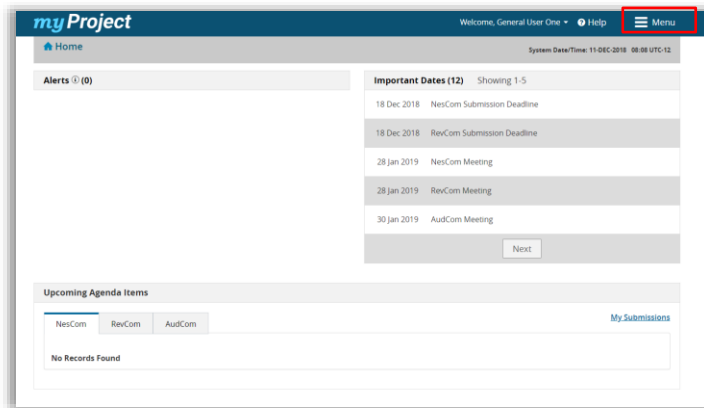 myProject
Welcome, General User One
Help
Menu
Home
System Date/Time: 11-DEC-2018 08:08 UTC-12
Alerts (0)
Important Dates (12) Showing 1-5
18 Dec 2018 NesCom Submission Deadline
18 Dec 2018 RevCom Submission Deadline
28 Jan 2019 NesCom Meeting
28 Jan 2019 RevCom Meeting
30 Jan 2019 AudCom Meeting
Next
Upcoming Agenda Items
My Submissions
NesCom RevCom AudCom
No Records Found